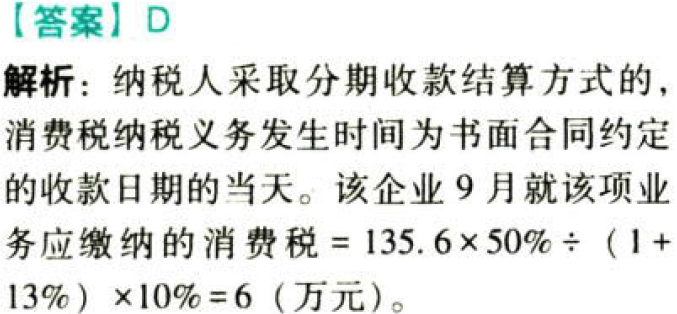 【答案】D
解析：纳税人采取分期收款结算方式的，
消费税纳税义务发生时间为书面合同约定
的收款日期的当天。该企业 9 月就该项业
务应缴纳的消费税 = 135.6×50% ÷（1+
13%）×10% = 6（万元）。